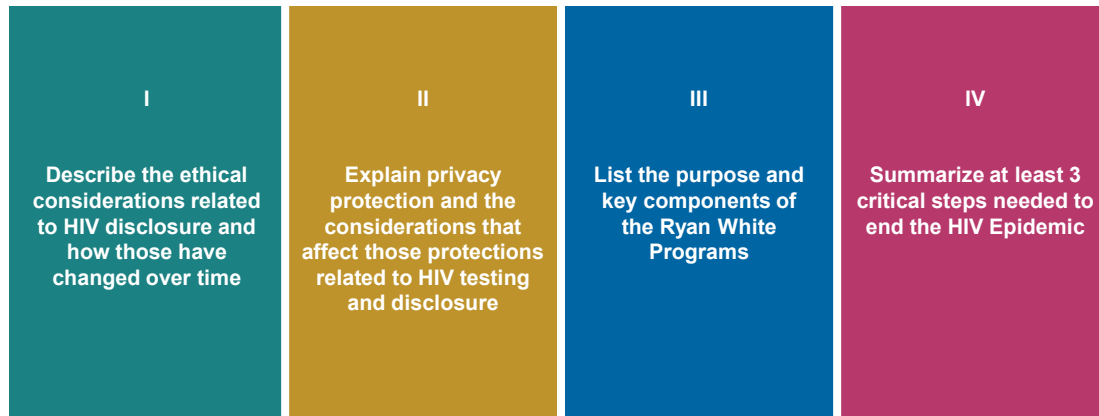 I
Describe the ethical
considerations related
to HIV disclosure and
how those have
changed over time
II
Explain privacy
protection and the
considerations that
affect those protections
related to HIV testing
and disclosure
III
List the purpose and
key components of
the Ryan White
Programs
IV
Summarize at least 3
critical steps needed to
end the HIV Epidemic